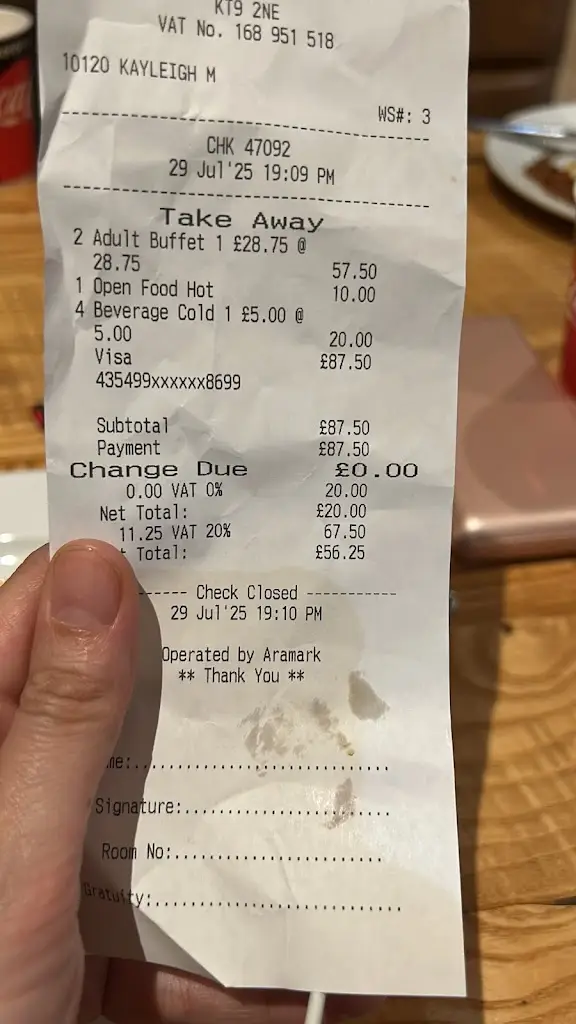 KT9 2NE
VAT No. 168 951 518
10120 KAYLEIGH M
WS#: 3
CHK 47092
29 Jul'25 19:09 PM
Take Away
2 Adult Buffet 1 £28.75 @
28.75 57.50
1 Open Food Hot 10.00
4 Beverage Cold 1 £5.00 @
5.00 20.00
Visa £87.50
435499xxxxxx8699
Subtotal £87.50
Payment £87.50
Change Due £0.00
0.00 VAT 0% 20.00
Net Total: £20.00
11.25 VAT 20% 67.50
t Total: £56.25
------ Check Closed -----------
29 Jul'25 19:10 PM
Operated by Aramark
** Thank You **
me:.................................
Signature:...........................
Room No:...........................
Gratuity:................................